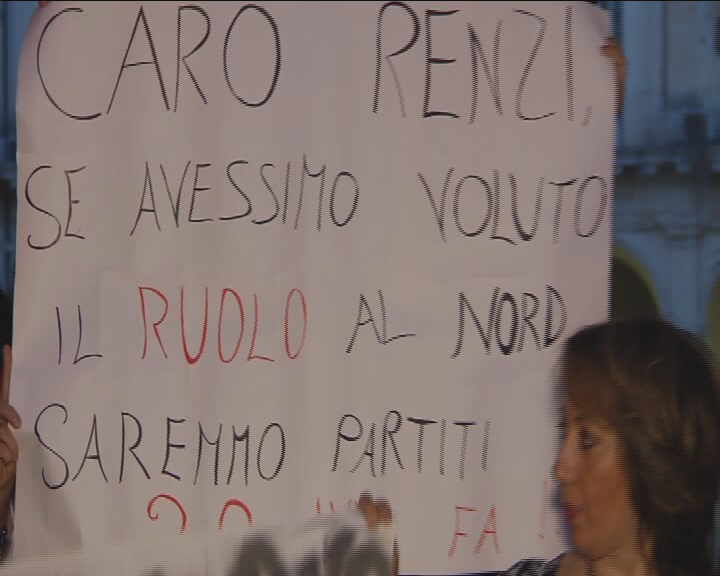 CARO RENZI,
SE AVESSIMO VOLUTO
IL RUOLO AL NORD
SAREMMO PARTITI
FA !